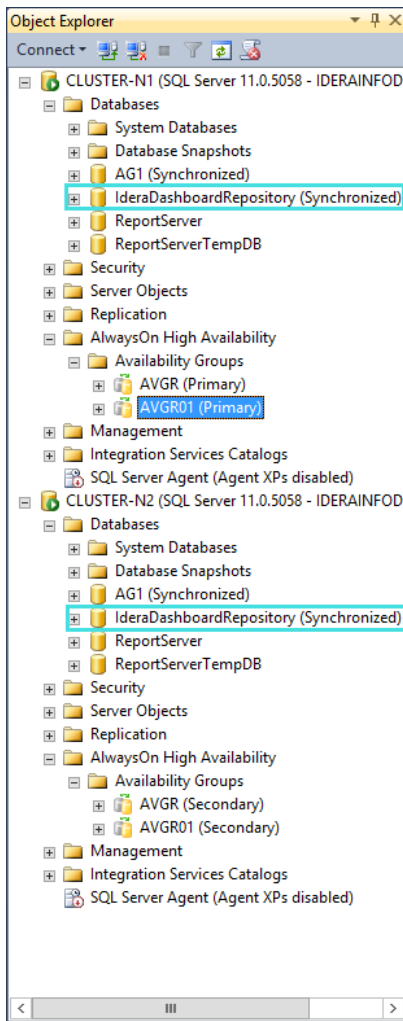 Object Explorer
Connect
CLUSTER-N1 (SQL Server 11.0.5058 - IDERAINFOD
Databases
System Databases
Database Snapshots
AG1 (Synchronized)
IderaDashboardRepository (Synchronized)
ReportServer
ReportServerTempDB
Security
Server Objects
Replication
AlwaysOn High Availability
Availability Groups
AVGR (Primary)
AVGR01 (Primary)
Management
Integration Services Catalogs
SQL Server Agent (Agent XPs disabled)
CLUSTER-N2 (SQL Server 11.0.5058 - IDERAINFOD
Databases
System Databases
Database Snapshots
AG1 (Synchronized)
IderaDashboardRepository (Synchronized)
ReportServer
ReportServerTempDB
Security
Server Objects
Replication
AlwaysOn High Availability
Availability Groups
AVGR (Secondary)
AVGR01 (Secondary)
Management
Integration Services Catalogs
SQL Server Agent (Agent XPs disabled)